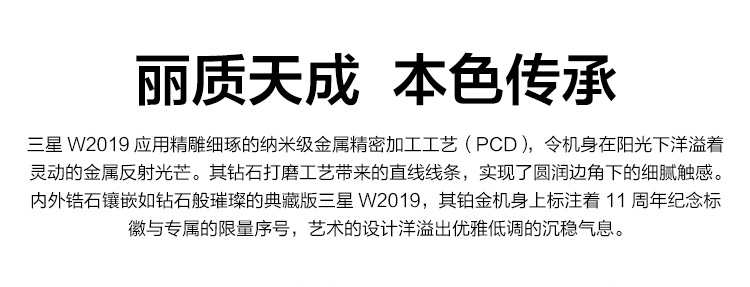 丽质天成 本色传承
三星 W2019 应用精雕细琢的纳米级金属精密加工工艺（PCD），令机身在阳光下洋溢着
灵动的金属反射光芒。其钻石打磨工艺带来的直线线条，实现了圆润边角下的细腻触感。
内外锆石镶嵌如钻石般璀璨的典藏版三星 W2019，其铂金机身上标注着 11 周年纪念标
徽与专属的限量序号，艺术的设计洋溢出优雅低调的沉稳气息。